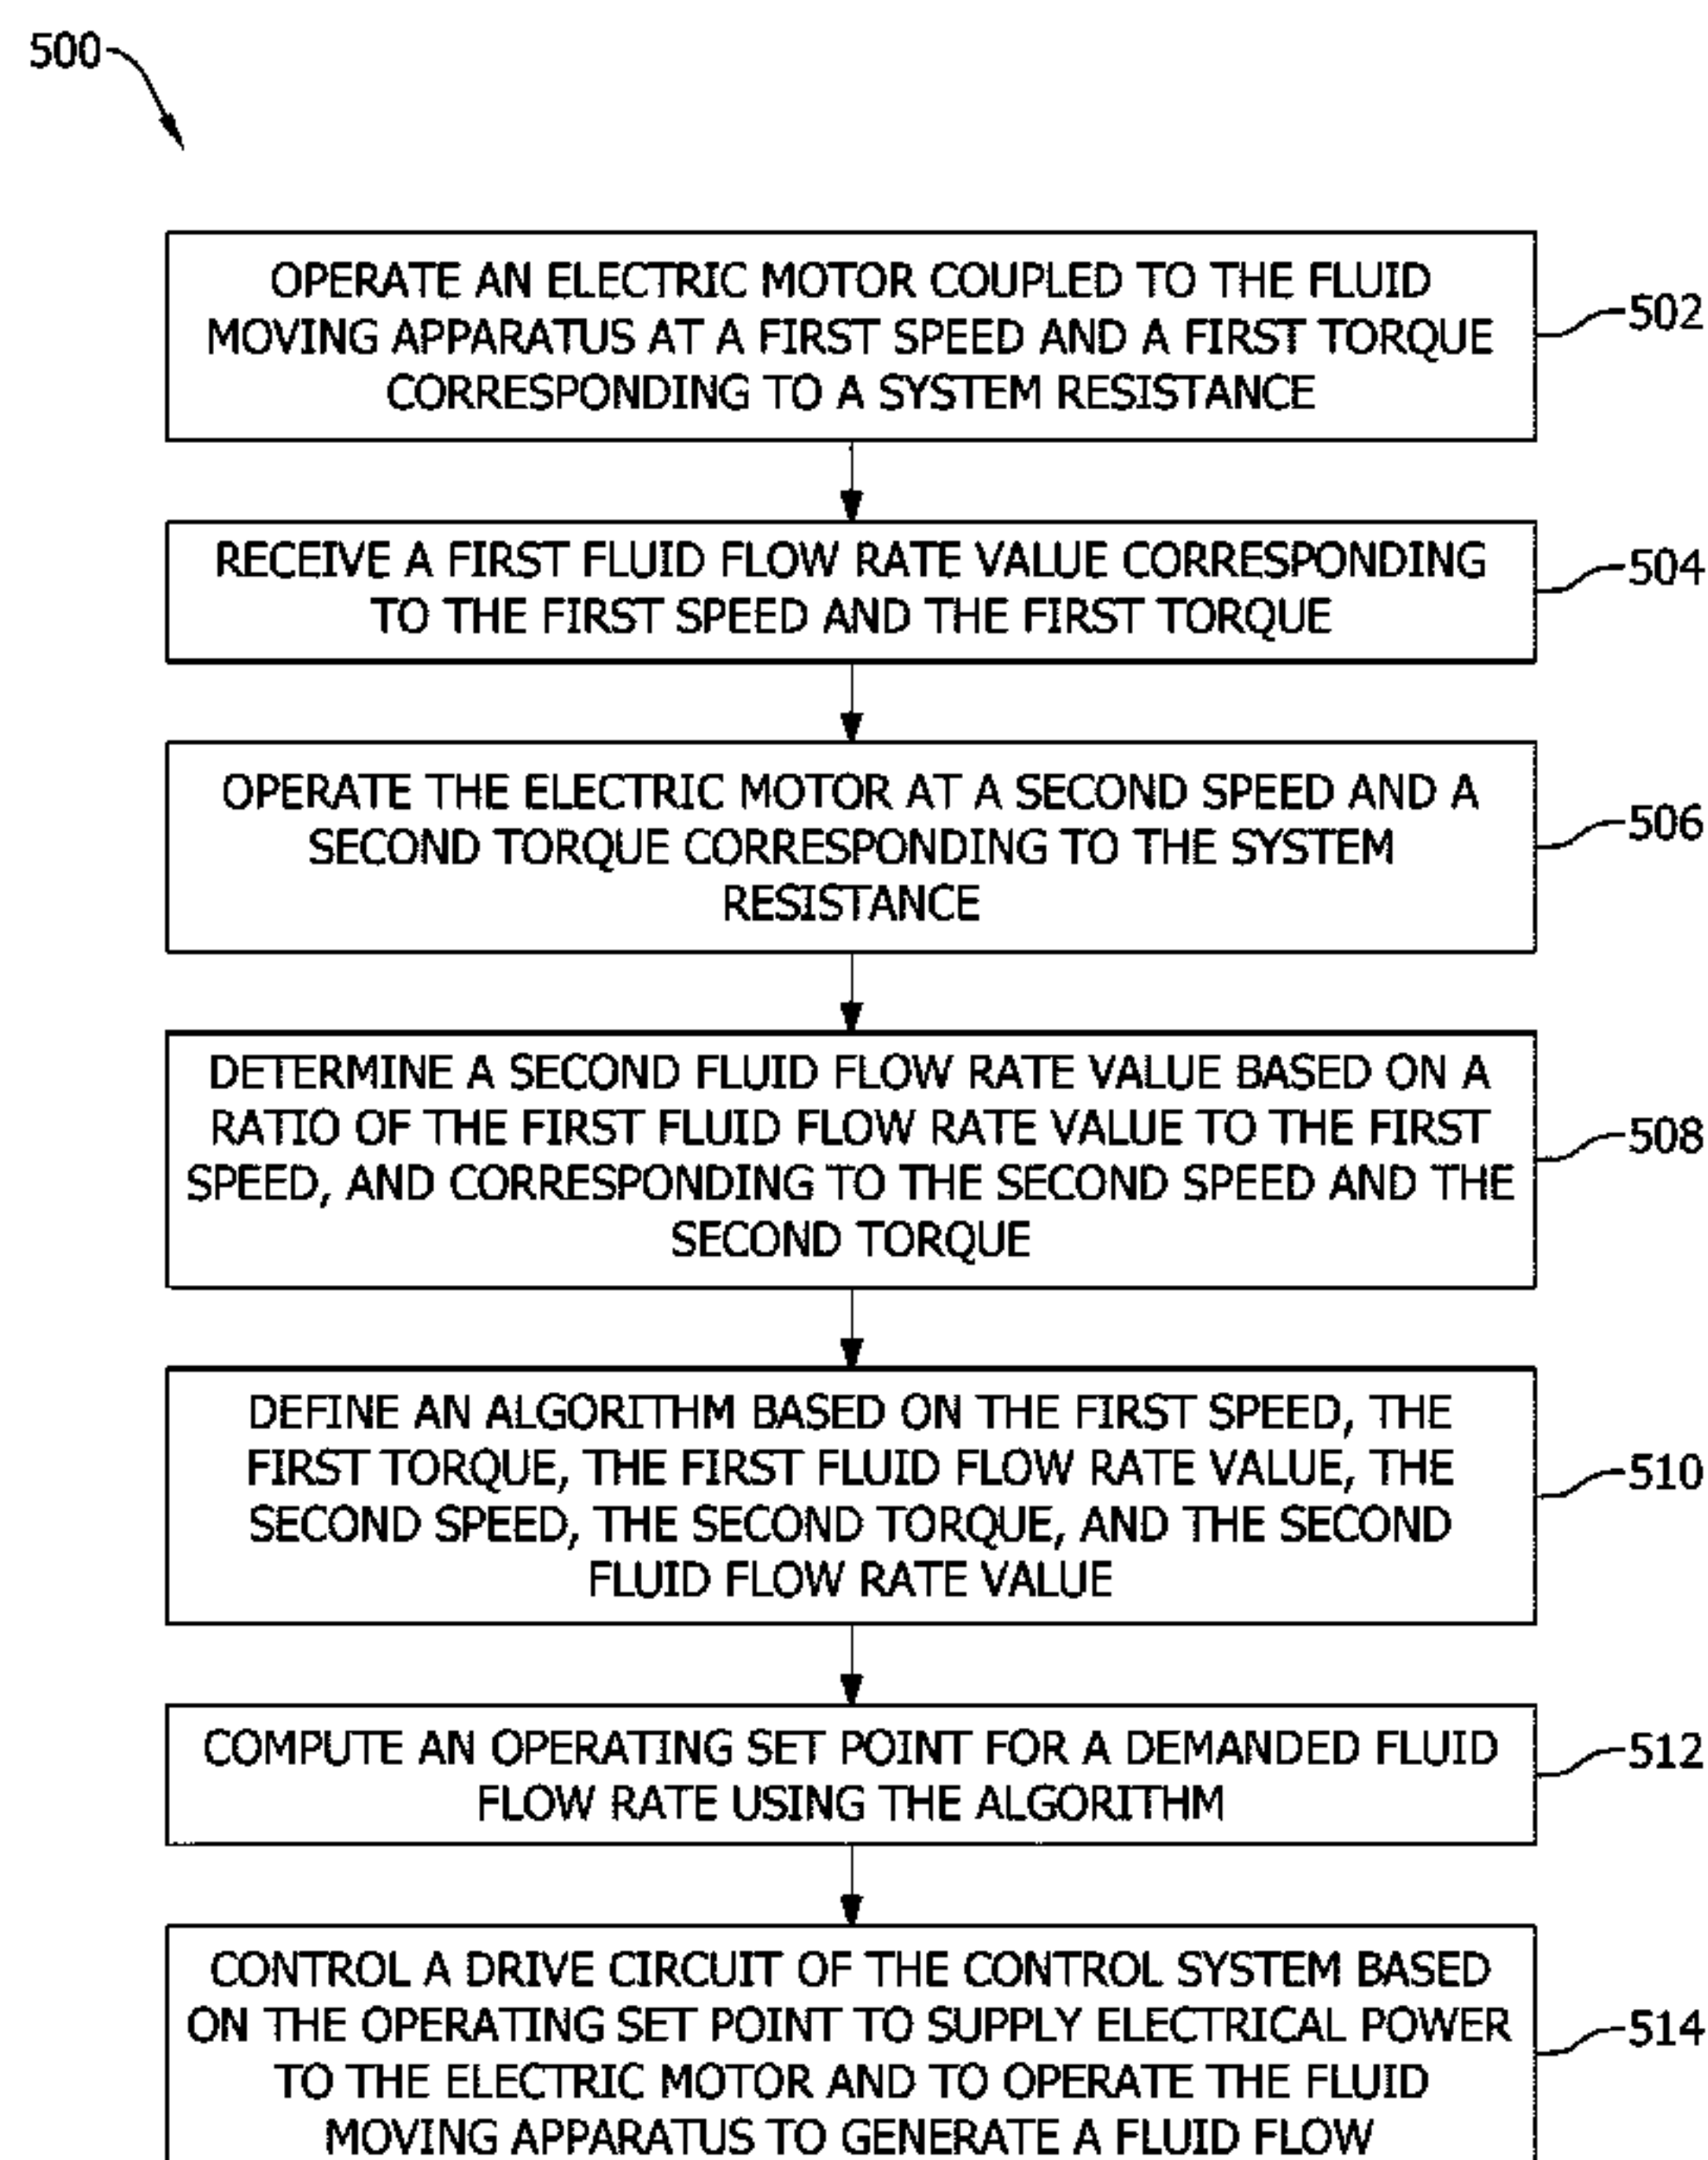 500
OPERATE AN ELECTRIC MOTOR COUPLED TO THE FLUID
MOVING APPARATUS AT A FIRST SPEED AND A FIRST TORQUE
CORRESPONDING TO A SYSTEM RESISTANCE
502
RECEIVE A FIRST FLUID FLOW RATE VALUE CORRESPONDING
TO THE FIRST SPEED AND THE FIRST TORQUE
504
OPERATE THE ELECTRIC MOTOR AT A SECOND SPEED AND A
SECOND TORQUE CORRESPONDING TO THE SYSTEM
RESISTANCE
506
DETERMINE A SECOND FLUID FLOW RATE VALUE BASED ON A
RATIO OF THE FIRST FLUID FLOW RATE VALUE TO THE FIRST
SPEED, AND CORRESPONDING TO THE SECOND SPEED AND THE
SECOND TORQUE
508
DEFINE AN ALGORITHM BASED ON THE FIRST SPEED, THE
FIRST TORQUE, THE FIRST FLUID FLOW RATE VALUE, THE
SECOND SPEED, THE SECOND TORQUE, AND THE SECOND
FLUID FLOW RATE VALUE
510
COMPUTE AN OPERATING SET POINT FOR A DEMANDED FLUID
FLOW RATE USING THE ALGORITHM
512
CONTROL A DRIVE CIRCUIT OF THE CONTROL SYSTEM BASED
ON THE OPERATING SET POINT TO SUPPLY ELECTRICAL POWER
TO THE ELECTRIC MOTOR AND TO OPERATE THE FLUID
MOVING APPARATUS TO GENERATE A FLUID FLOW
514